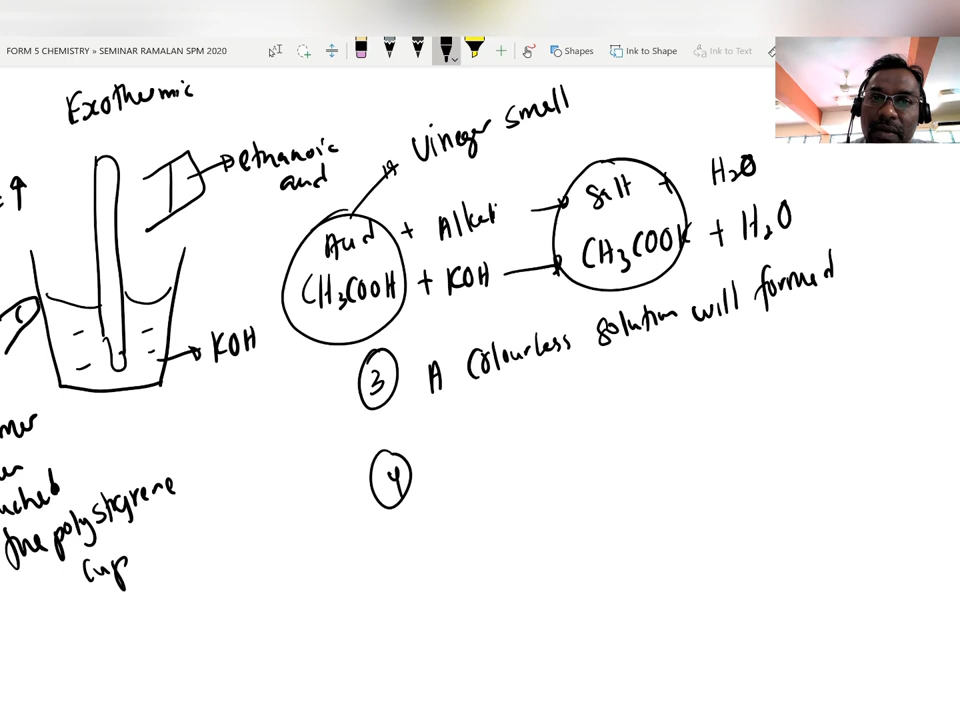 FORM 5 CHEMISTRY » SEMINAR RAMALAN SPM 2020
Shapes
Ink to Shape
Ink to Text
Exothermic
ethanoic
acid
Vinegar small
Acid + Alkali → Salt + H2O
CH3COOH + KOH → CH3COOK + H2O
KOH
3 A Colourless solution will formed
4
the polystyrene
cup